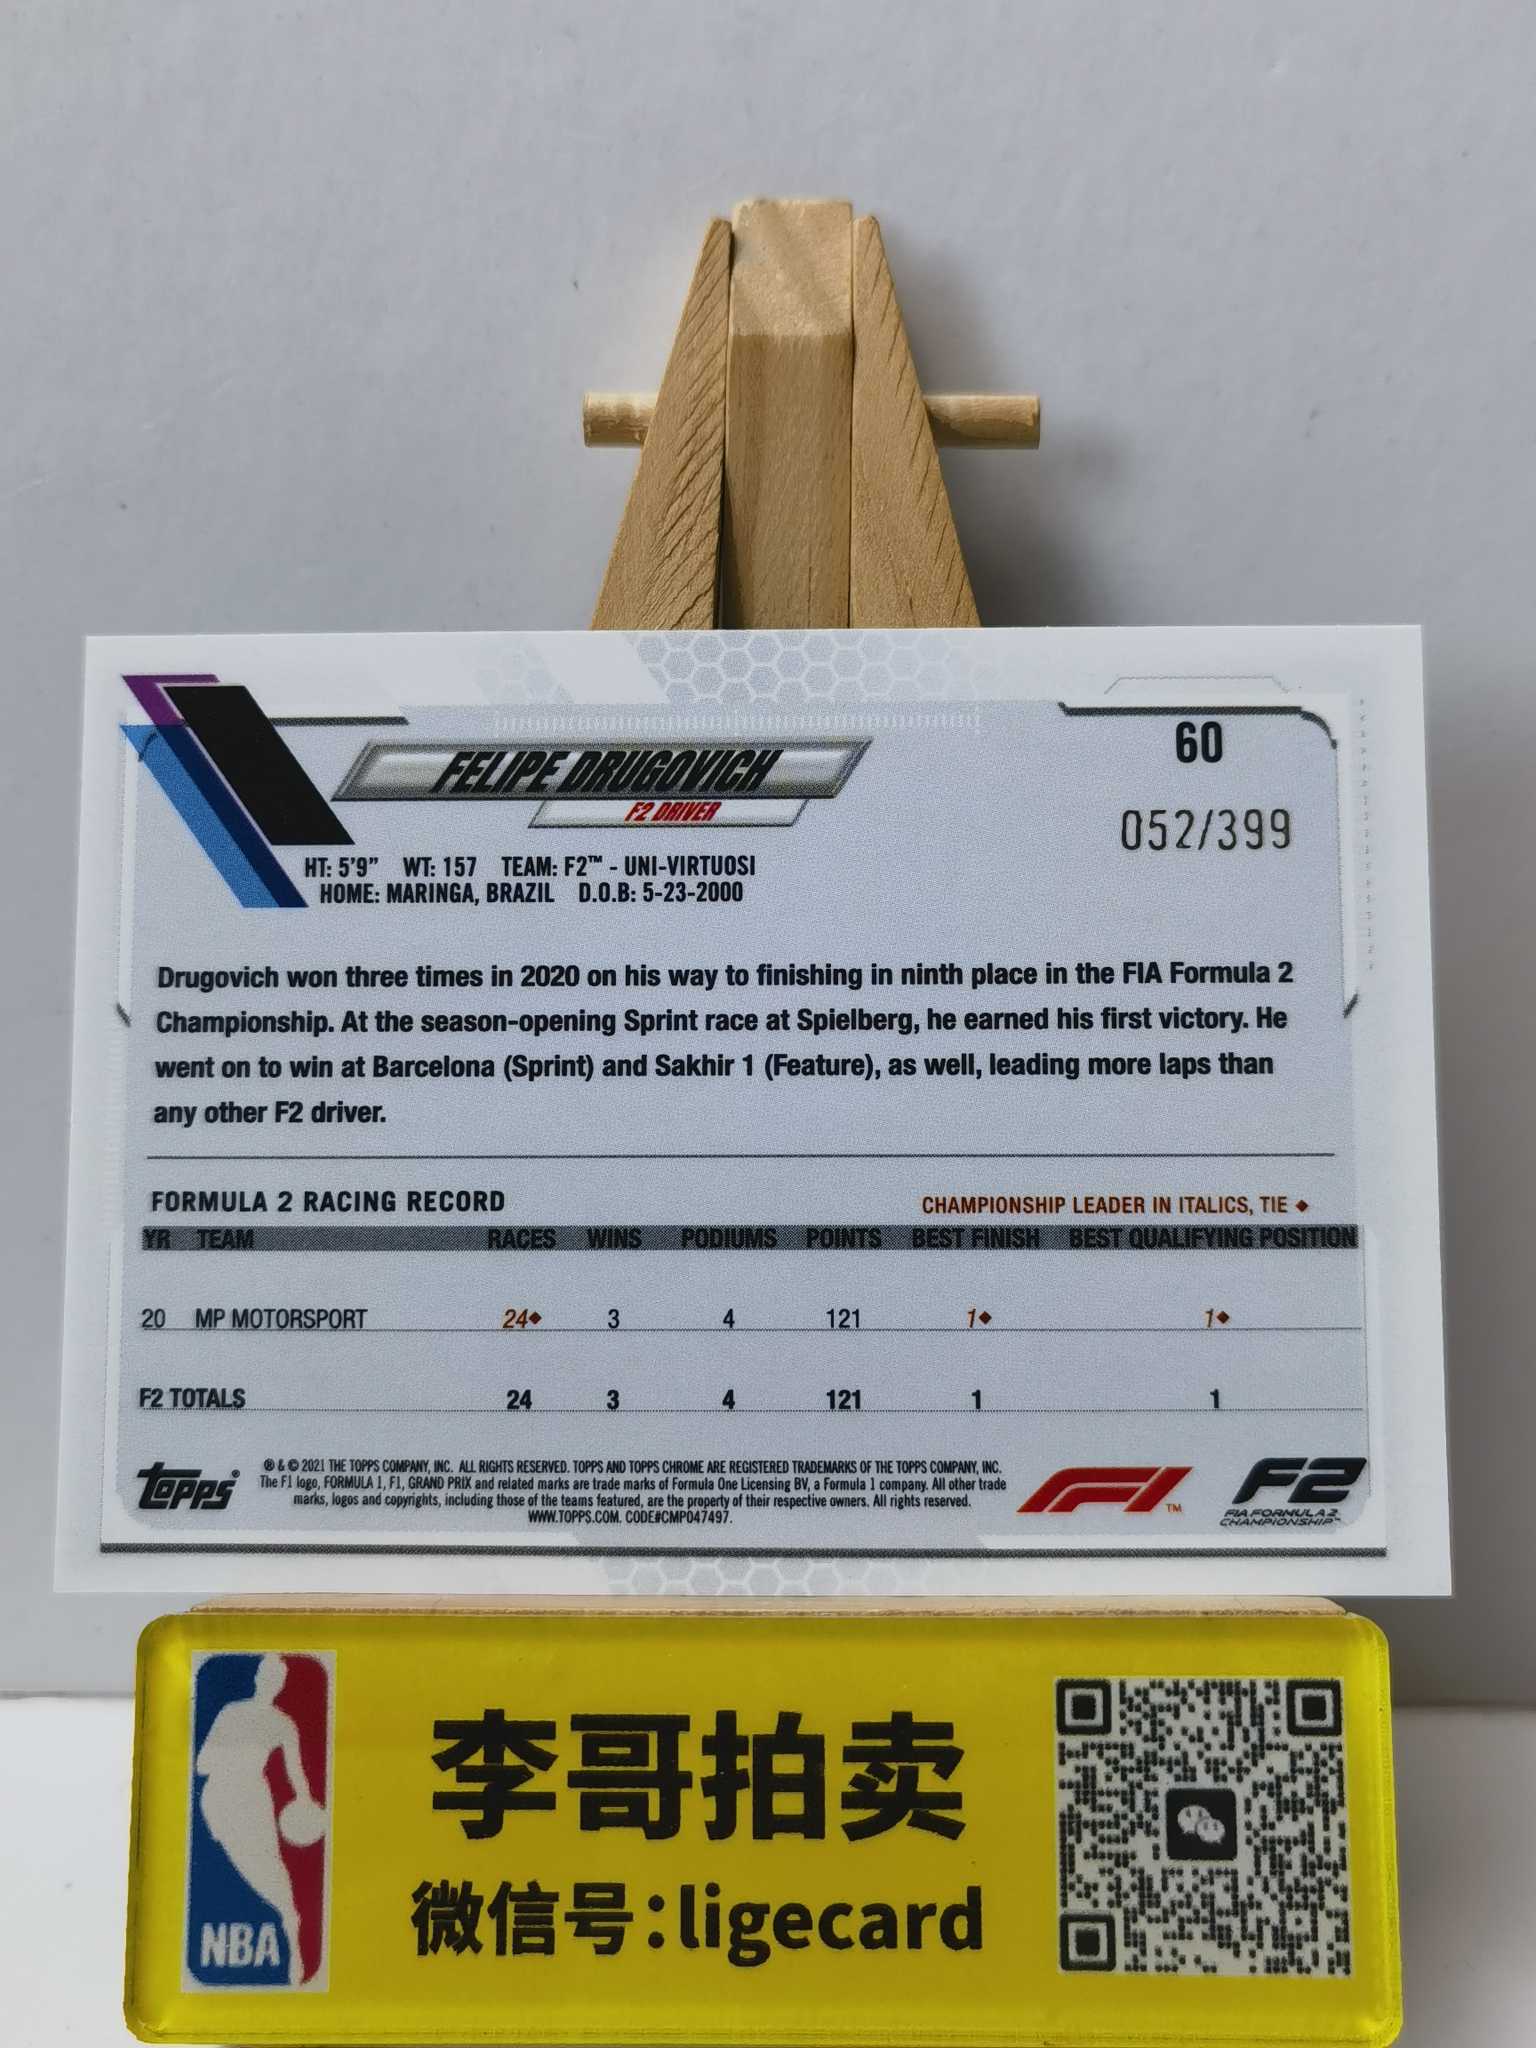 60
052/399
FELIPE DRUGOVICH
F2 DRIVER
HT: 5'9" WT: 157 TEAM: F2™ - UNI-VIRTUOSI
HOME: MARINGA, BRAZIL D.O.B: 5-23-2000
Drugovich won three times in 2020 on his way to finishing in ninth place in the FIA Formula 2
Championship. At the season-opening Sprint race at Spielberg, he earned his first victory. He
went on to win at Barcelona (Sprint) and Sakhir 1 (Feature), as well, leading more laps than
any other F2 driver.
FORMULA 2 RACING RECORD CHAMPIONSHIP LEADER IN ITALICS, TIE ◆
YR TEAM RACES WINS PODIUMS POINTS BEST FINISH BEST QUALIFYING POSITION
20 MP MOTORSPORT 24◆ 3 4 121 1◆ 1◆
F2 TOTALS 24 3 4 121 1 1
topps®
® & © 2021 THE TOPPS COMPANY, INC. ALL RIGHTS RESERVED. TOPPS AND TOPPS CHROME ARE REGISTERED TRADEMARKS OF THE TOPPS COMPANY, INC.
The F1 logo, FORMULA 1, F1, GRAND PRIX and related marks are trade marks of Formula One Licensing BV, a Formula 1 company. All other trade
marks, logos and copyrights, including those of the teams featured, are the property of their respective owners. All rights reserved.
WWW.TOPPS.COM. CODE#CMP047497.
F1™
F2
FIA FORMULA 2
CHAMPIONSHIP™
NBA
李哥拍卖
微信号:ligecard